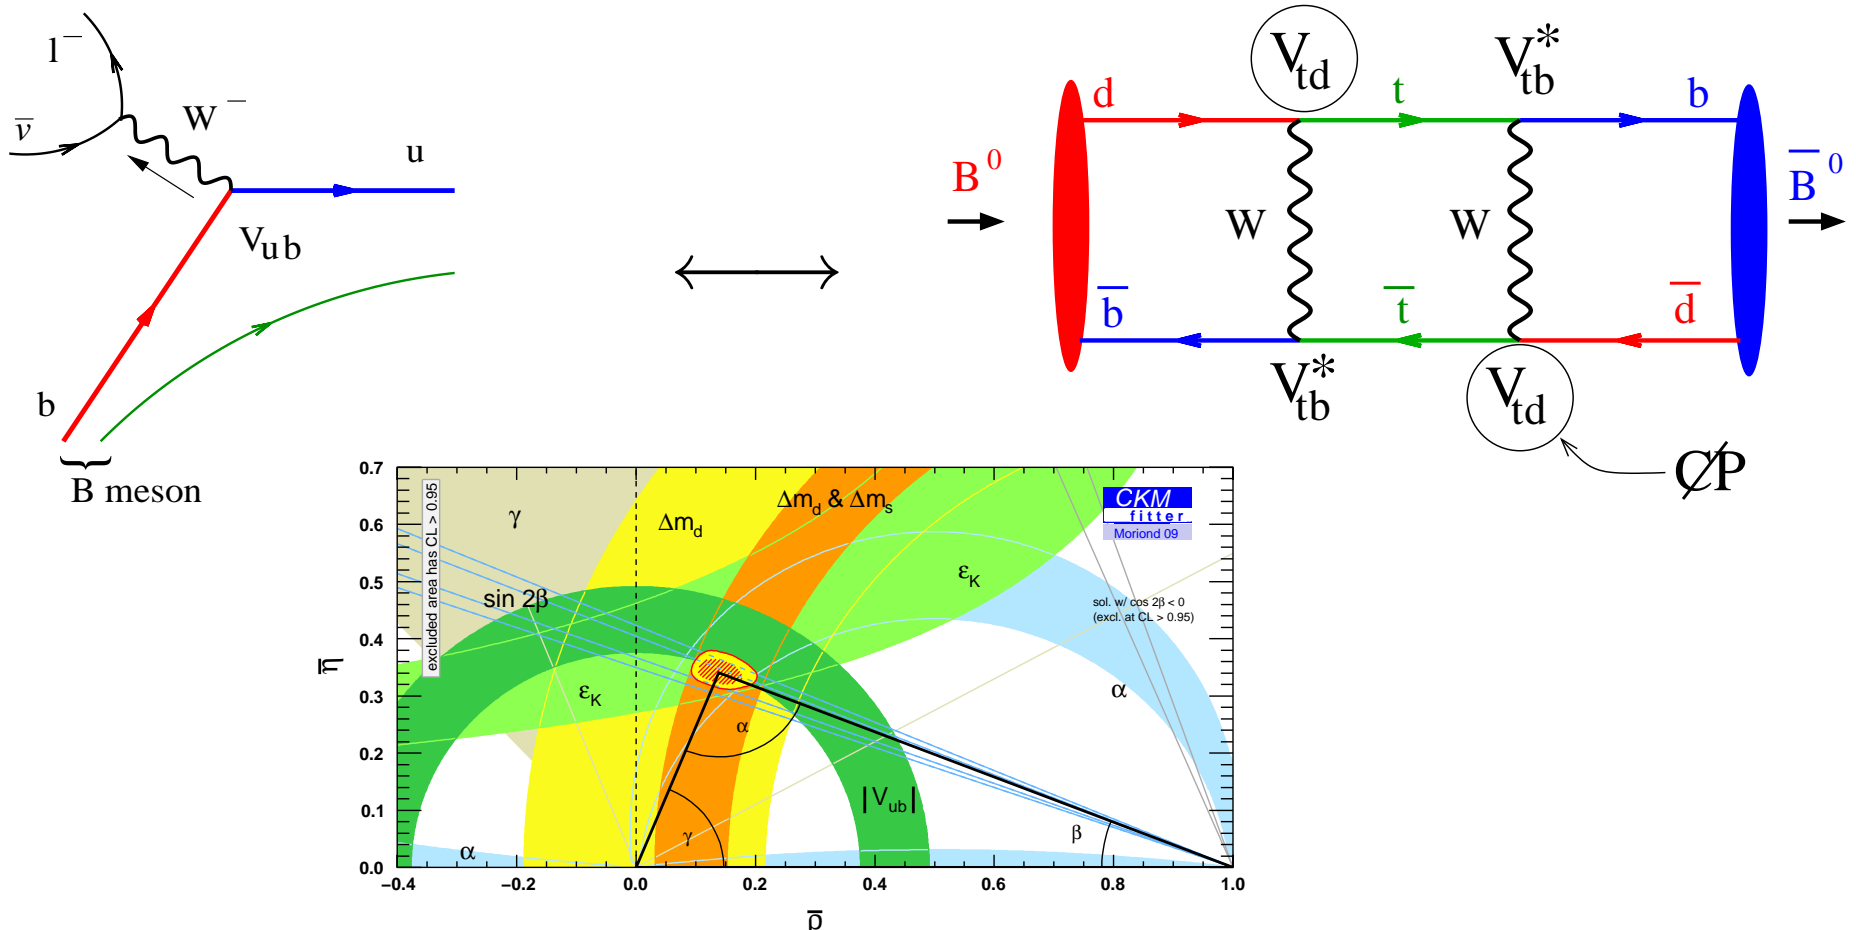 l⁻
ν̄
W⁻
u
V_ub
b
B meson
V_td
V*_tb
d
t
b
B⁰
W
W
B̄⁰
b̄
t̄
d̄
V*_tb
V_td
C̸P̸
0.7
0.6
0.5
0.4
0.3
0.2
0.1
0.0
η̄
excluded area has CL > 0.95
γ
Δm_d
Δm_d & Δm_s
CKM
fitter
Moriond 09
sin 2β
ε_K
sol. w/ cos 2β < 0
(excl. at CL > 0.95)
ε_K
α
α
|V_ub|
γ
β
α
−0.4
−0.2
0.0
0.2
0.4
0.6
0.8
1.0
ρ̄